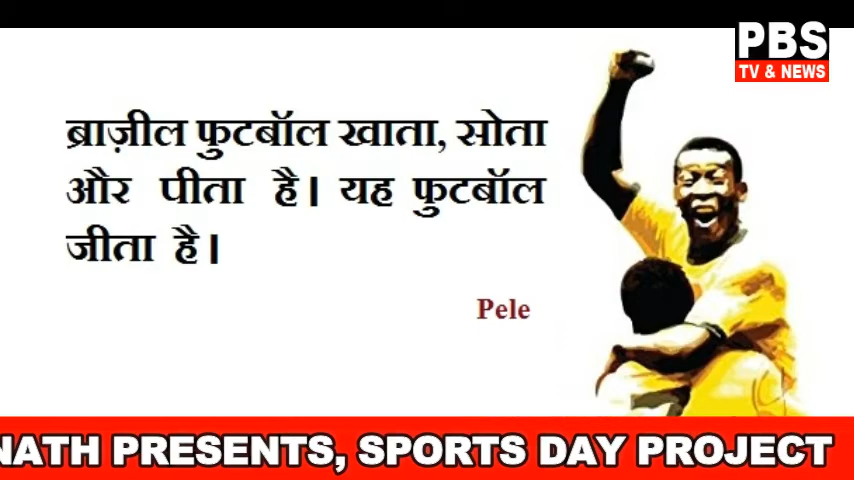 PBS
TV & NEWS
ब्राज़ील फुटबॉल खाता, सोता
और पीता है। यह फुटबॉल
जीता है।
Pele
NATH PRESENTS, SPORTS DAY PROJECT